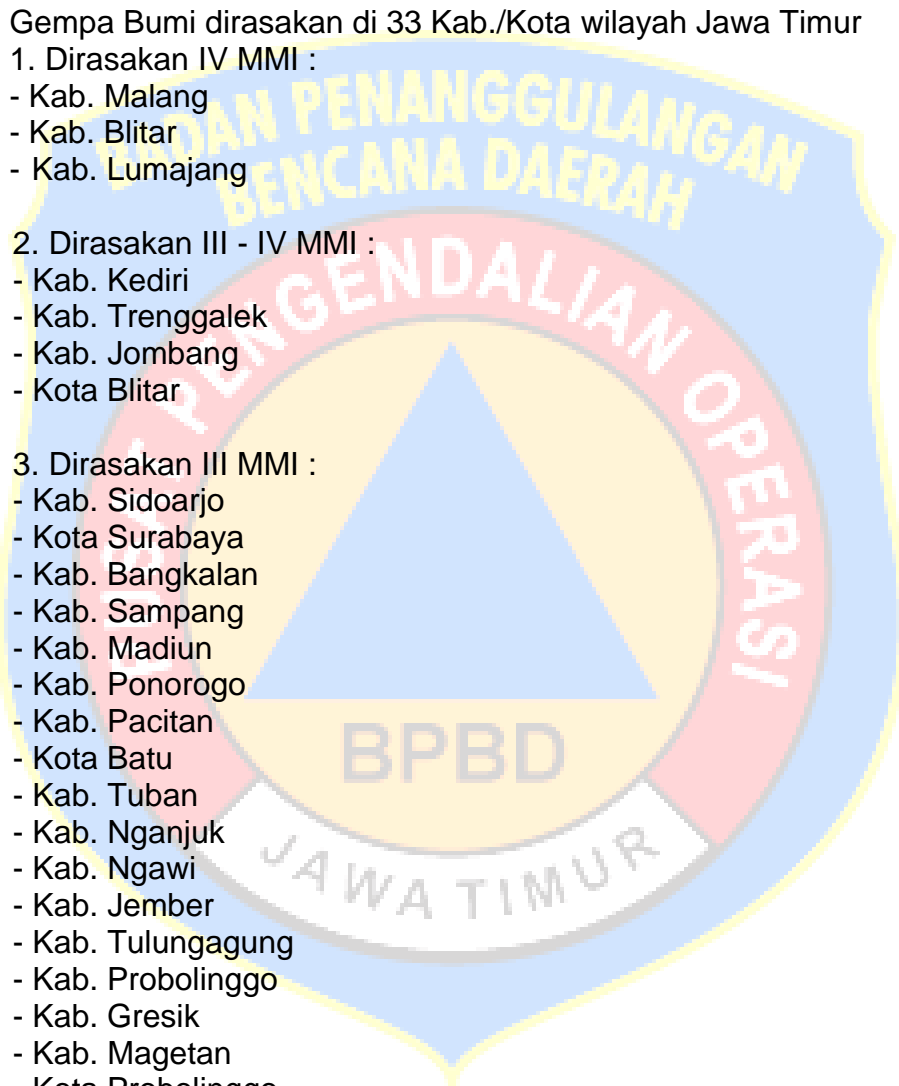 Gempa Bumi dirasakan di 33 Kab./Kota wilayah Jawa Timur
1. Dirasakan IV MMI :
- Kab. Malang
- Kab. Blitar
- Kab. Lumajang
2. Dirasakan III - IV MMI :
- Kab. Kediri
- Kab. Trenggalek
- Kab. Jombang
- Kota Blitar
3. Dirasakan III MMI :
- Kab. Sidoarjo
- Kota Surabaya
- Kab. Bangkalan
- Kab. Sampang
- Kab. Madiun
- Kab. Ponorogo
- Kab. Pacitan
- Kota Batu
- Kab. Tuban
- Kab. Nganjuk
- Kab. Ngawi
- Kab. Jember
- Kab. Tulungagung
- Kab. Probolinggo
- Kab. Gresik
- Kab. Magetan
- Kota Probolinggo
BADAN PENANGGULANGAN
BENCANA DAERAH
PUSAT PENGENDALIAN OPERASI
BPBD
JAWA TIMUR